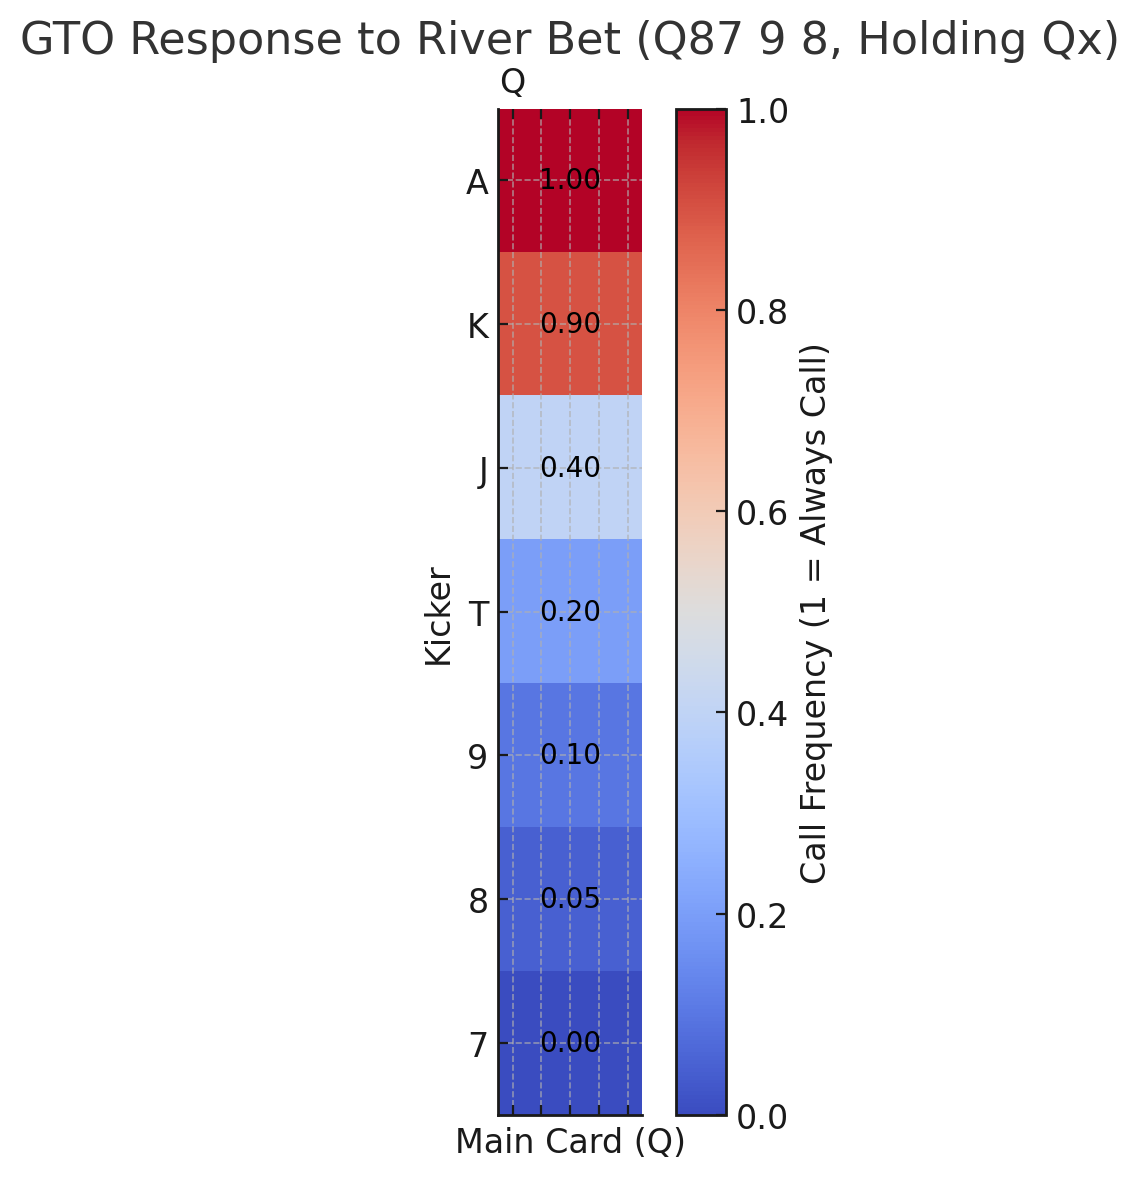 GTO Response to River Bet (Q87 9 8, Holding Qx)
Q
A
1.00
K
0.90
J
0.40
T
0.20
9
0.10
8
0.05
7
0.00
Kicker
Main Card (Q)
1.0
0.8
0.6
0.4
0.2
0.0
Call Frequency (1 = Always Call)